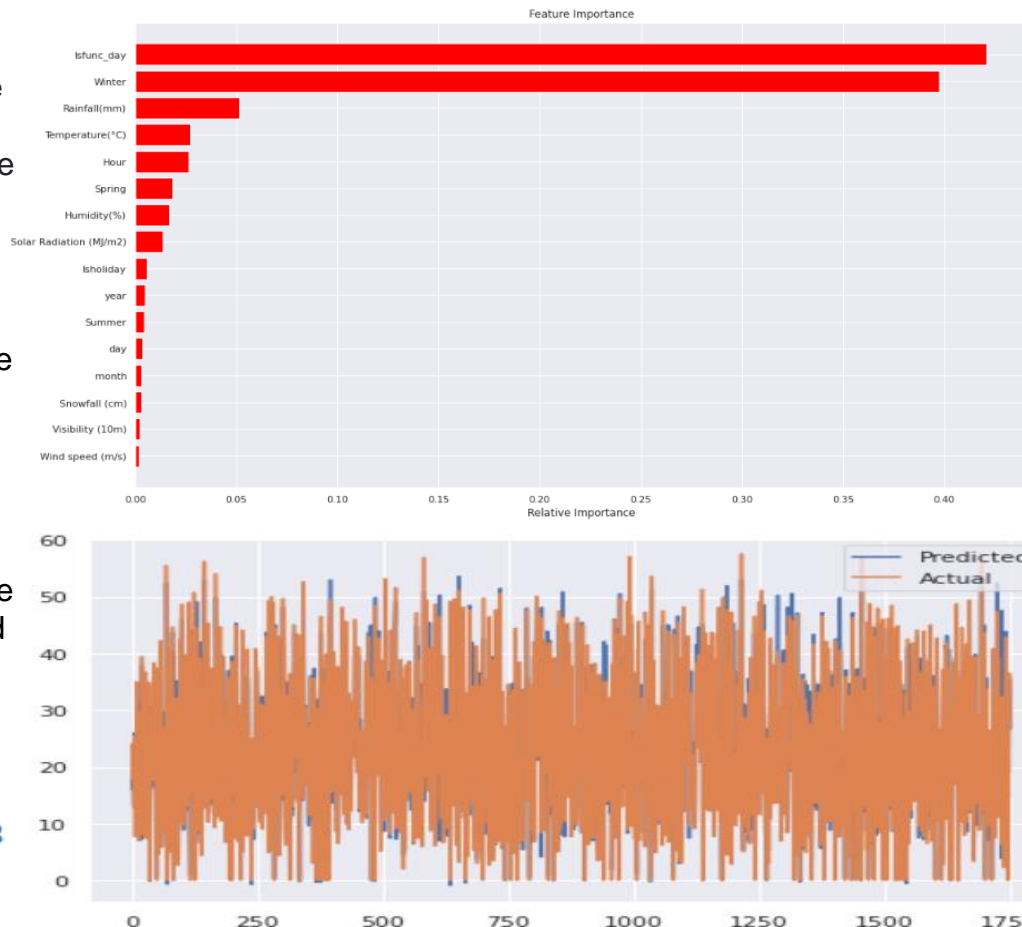 Feature Importance
Isfunc_day
Winter
Rainfall(mm)
Temperature(°C)
Hour
Spring
Humidity(%)
Solar Radiation (MJ/m2)
Isholiday
year
Summer
day
month
Snowfall (cm)
Visibility (10m)
Wind speed (m/s)
0.00 0.05 0.10 0.15 0.20 0.25 0.30 0.35 0.40
Relative Importance
60
Predicted
Actual
50
40
30
20
10
0
0 250 500 750 1000 1250 1500 175